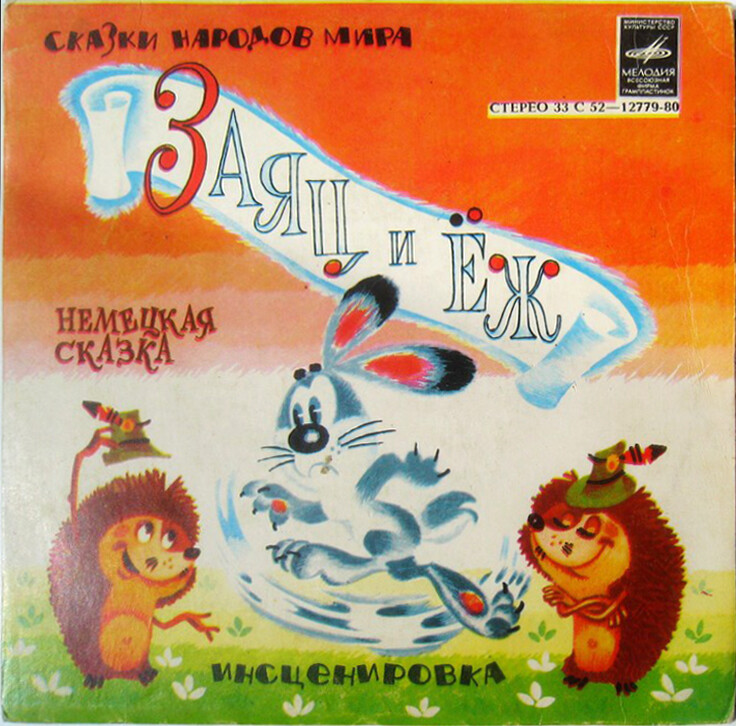 СКАЗКИ НАРОДОВ МИРА
МИНИСТЕРСТВО
КУЛЬТУРЫ СССР
МЕЛОДИЯ
ВСЕСОЮЗНАЯ
ФИРМА
ГРАМПЛАСТИНОК
СТЕРЕО 33 С 52—12779-80
ЗАЯЦ И ЁЖ
НЕМЕЦКАЯ
СКАЗКА
ИНСЦЕНИРОВКА